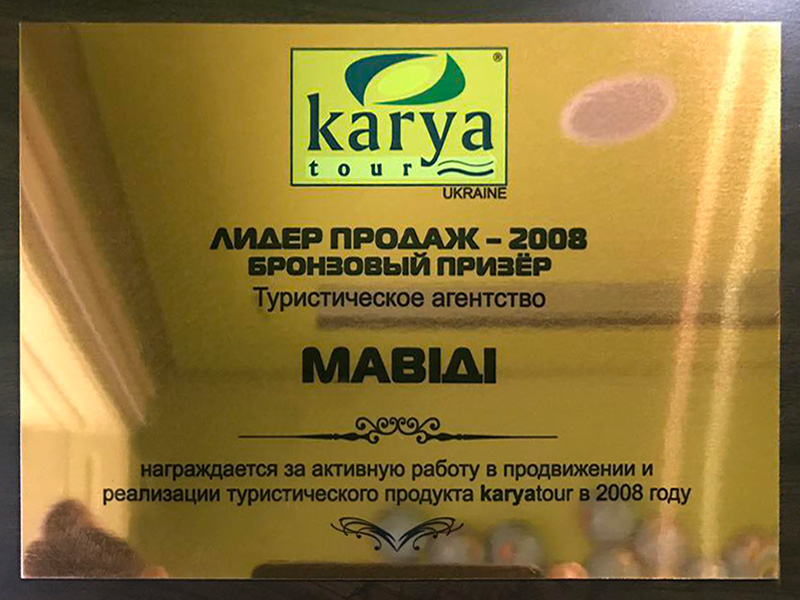 karya®
tour
UKRAINE
ЛИДЕР ПРОДАЖ – 2008
БРОНЗОВЫЙ ПРИЗЁР
Туристическое агентство
МАВІДІ
награждается за активную работу в продвижении и
реализации туристического продукта karyatour в 2008 году